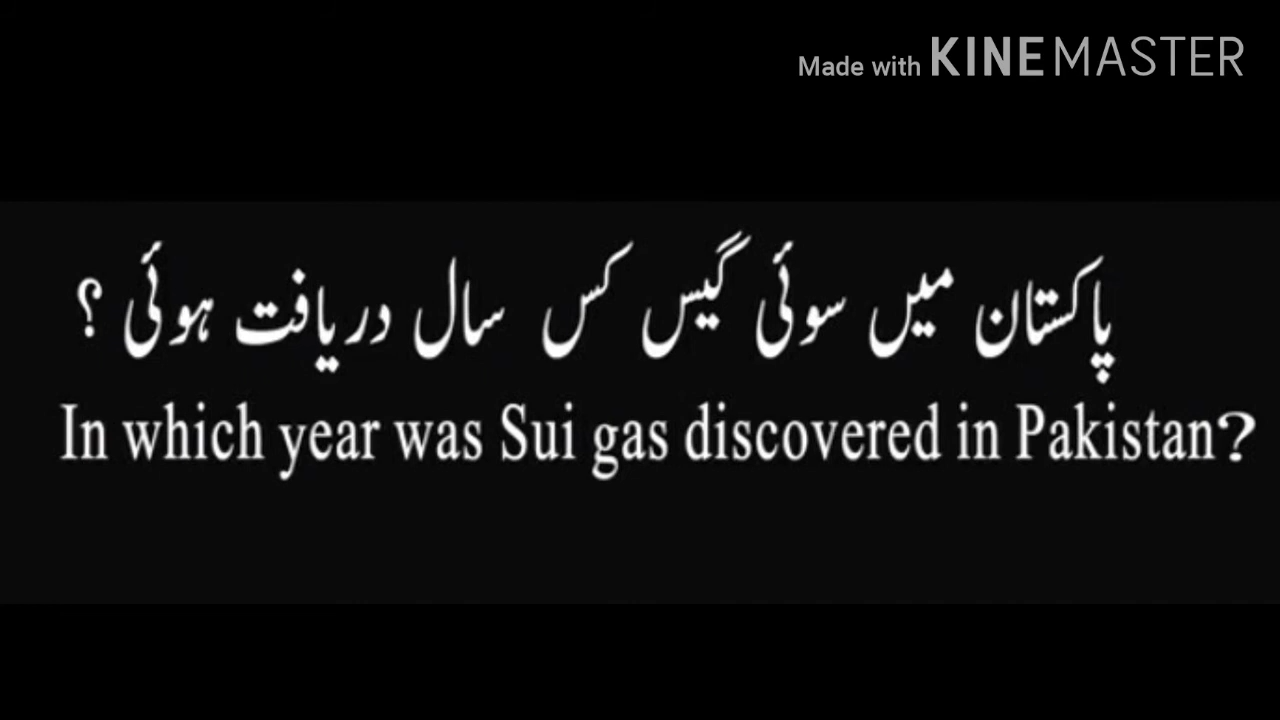 Made with KINEMASTER
پاکستان میں سوئی گیس کس سال دریافت ہوئی ؟
In which year was Sui gas discovered in Pakistan?